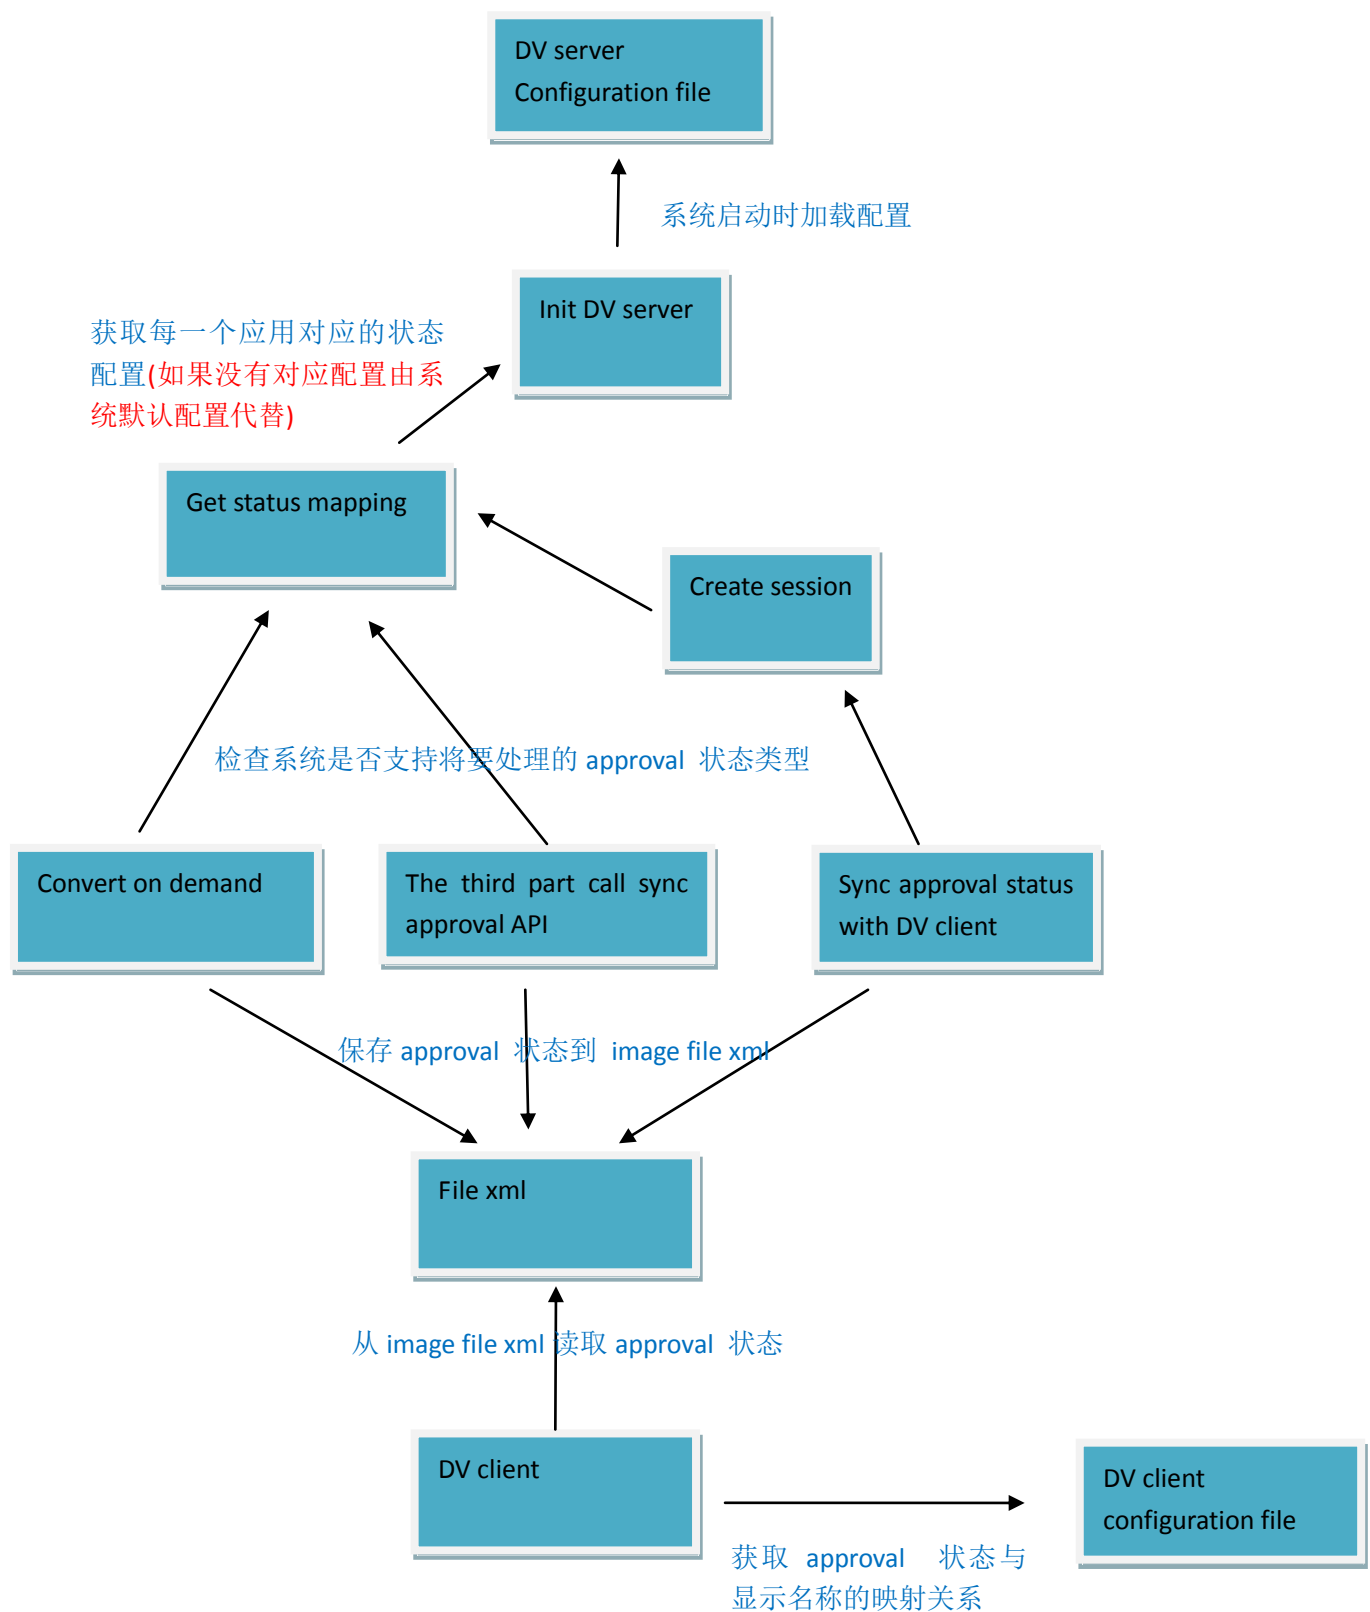 DV server
Configuration file
系统启动时加载配置
Init DV server
获取每一个应用对应的状态
配置(如果没有对应配置由系
统默认配置代替)
Get status mapping
Create session
检查系统是否支持将要处理的 approval 状态类型
Convert on demand
The third part call sync
approval API
Sync approval status
with DV client
保存 approval 状态到 image file xml
File xml
从 image file xml 读取 approval 状态
DV client
DV client
configuration file
获取 approval 状态与
显示名称的映射关系